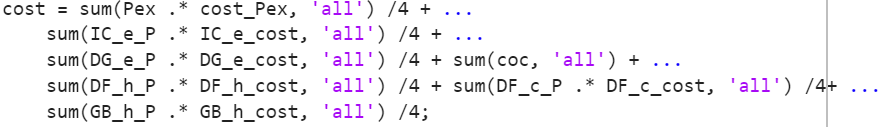 cost = sum(Pex .* cost_Pex, 'all') /4 + ...
sum(IC_e_P .* IC_e_cost, 'all') /4 + ...
sum(DG_e_P .* DG_e_cost, 'all') /4 + sum(coc, 'all') + ...
sum(DF_h_P .* DF_h_cost, 'all') /4 + sum(DF_c_P .* DF_c_cost, 'all') /4+ ...
sum(GB_h_P .* GB_h_cost, 'all') /4;